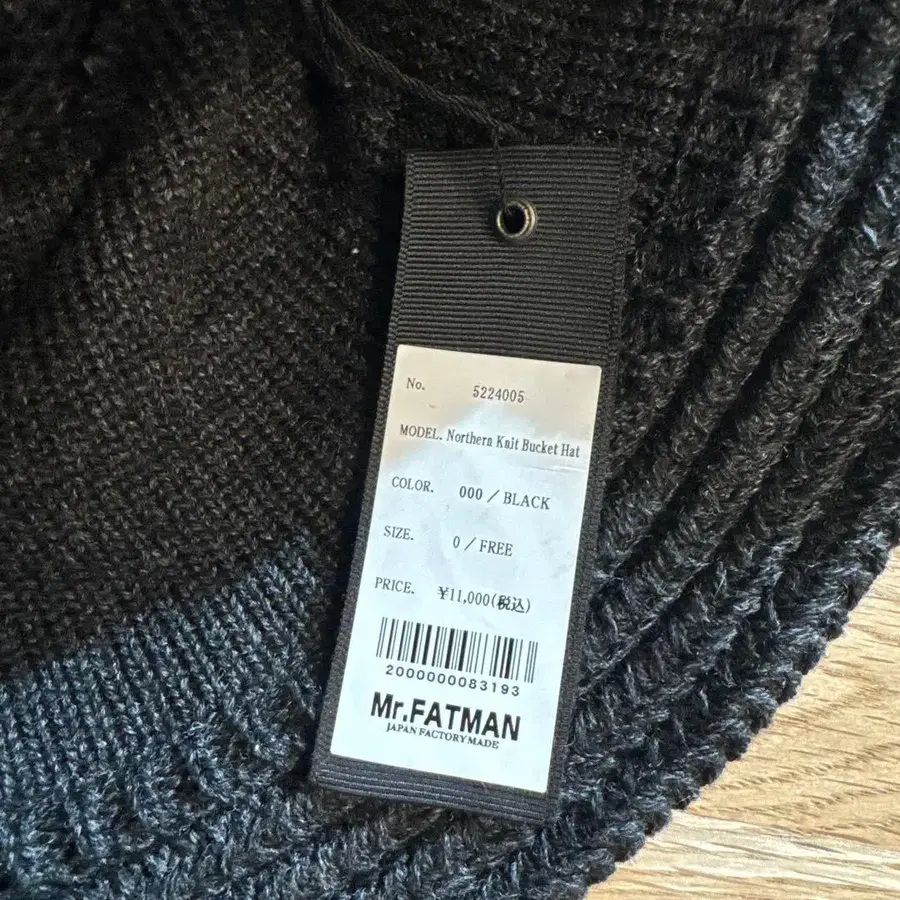 No. 5224005
MODEL. Northern Knit Bucket Hat
COLOR. 000 / BLACK
SIZE. 0 / FREE
PRICE. ¥11,000(税込)
2000000083193
Mr.FATMAN
JAPAN FACTORY MADE